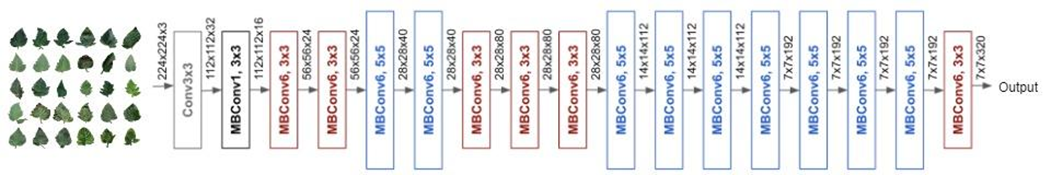 224x224x3
Conv3x3
112x112x32
MBConv1, 3x3
112x112x16
MBConv6, 3x3
56x56x24
MBConv6, 3x3
56x56x24
MBConv6, 5x5
28x28x40
MBConv6, 5x5
28x28x40
MBConv6, 3x3
28x28x80
MBConv6, 3x3
28x28x80
MBConv6, 3x3
28x28x80
MBConv6, 5x5
14x14x112
MBConv6, 5x5
14x14x112
MBConv6, 5x5
14x14x112
MBConv6, 5x5
7x7x192
MBConv6, 5x5
7x7x192
MBConv6, 5x5
7x7x192
MBConv6, 5x5
7x7x192
MBConv6, 3x3
7x7x320
Output